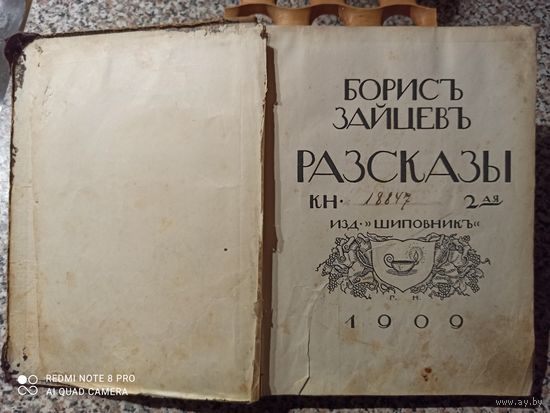 БОРИСЪ
ЗАЙЦЕВЪ
РАЗСКАЗЫ
КН· 18847 2АЯ
ИЗД·»ШИПОВНИКЪ«
Г. Н.
1909
REDMI NOTE 8 PRO
AI QUAD CAMERA
www.ay.by